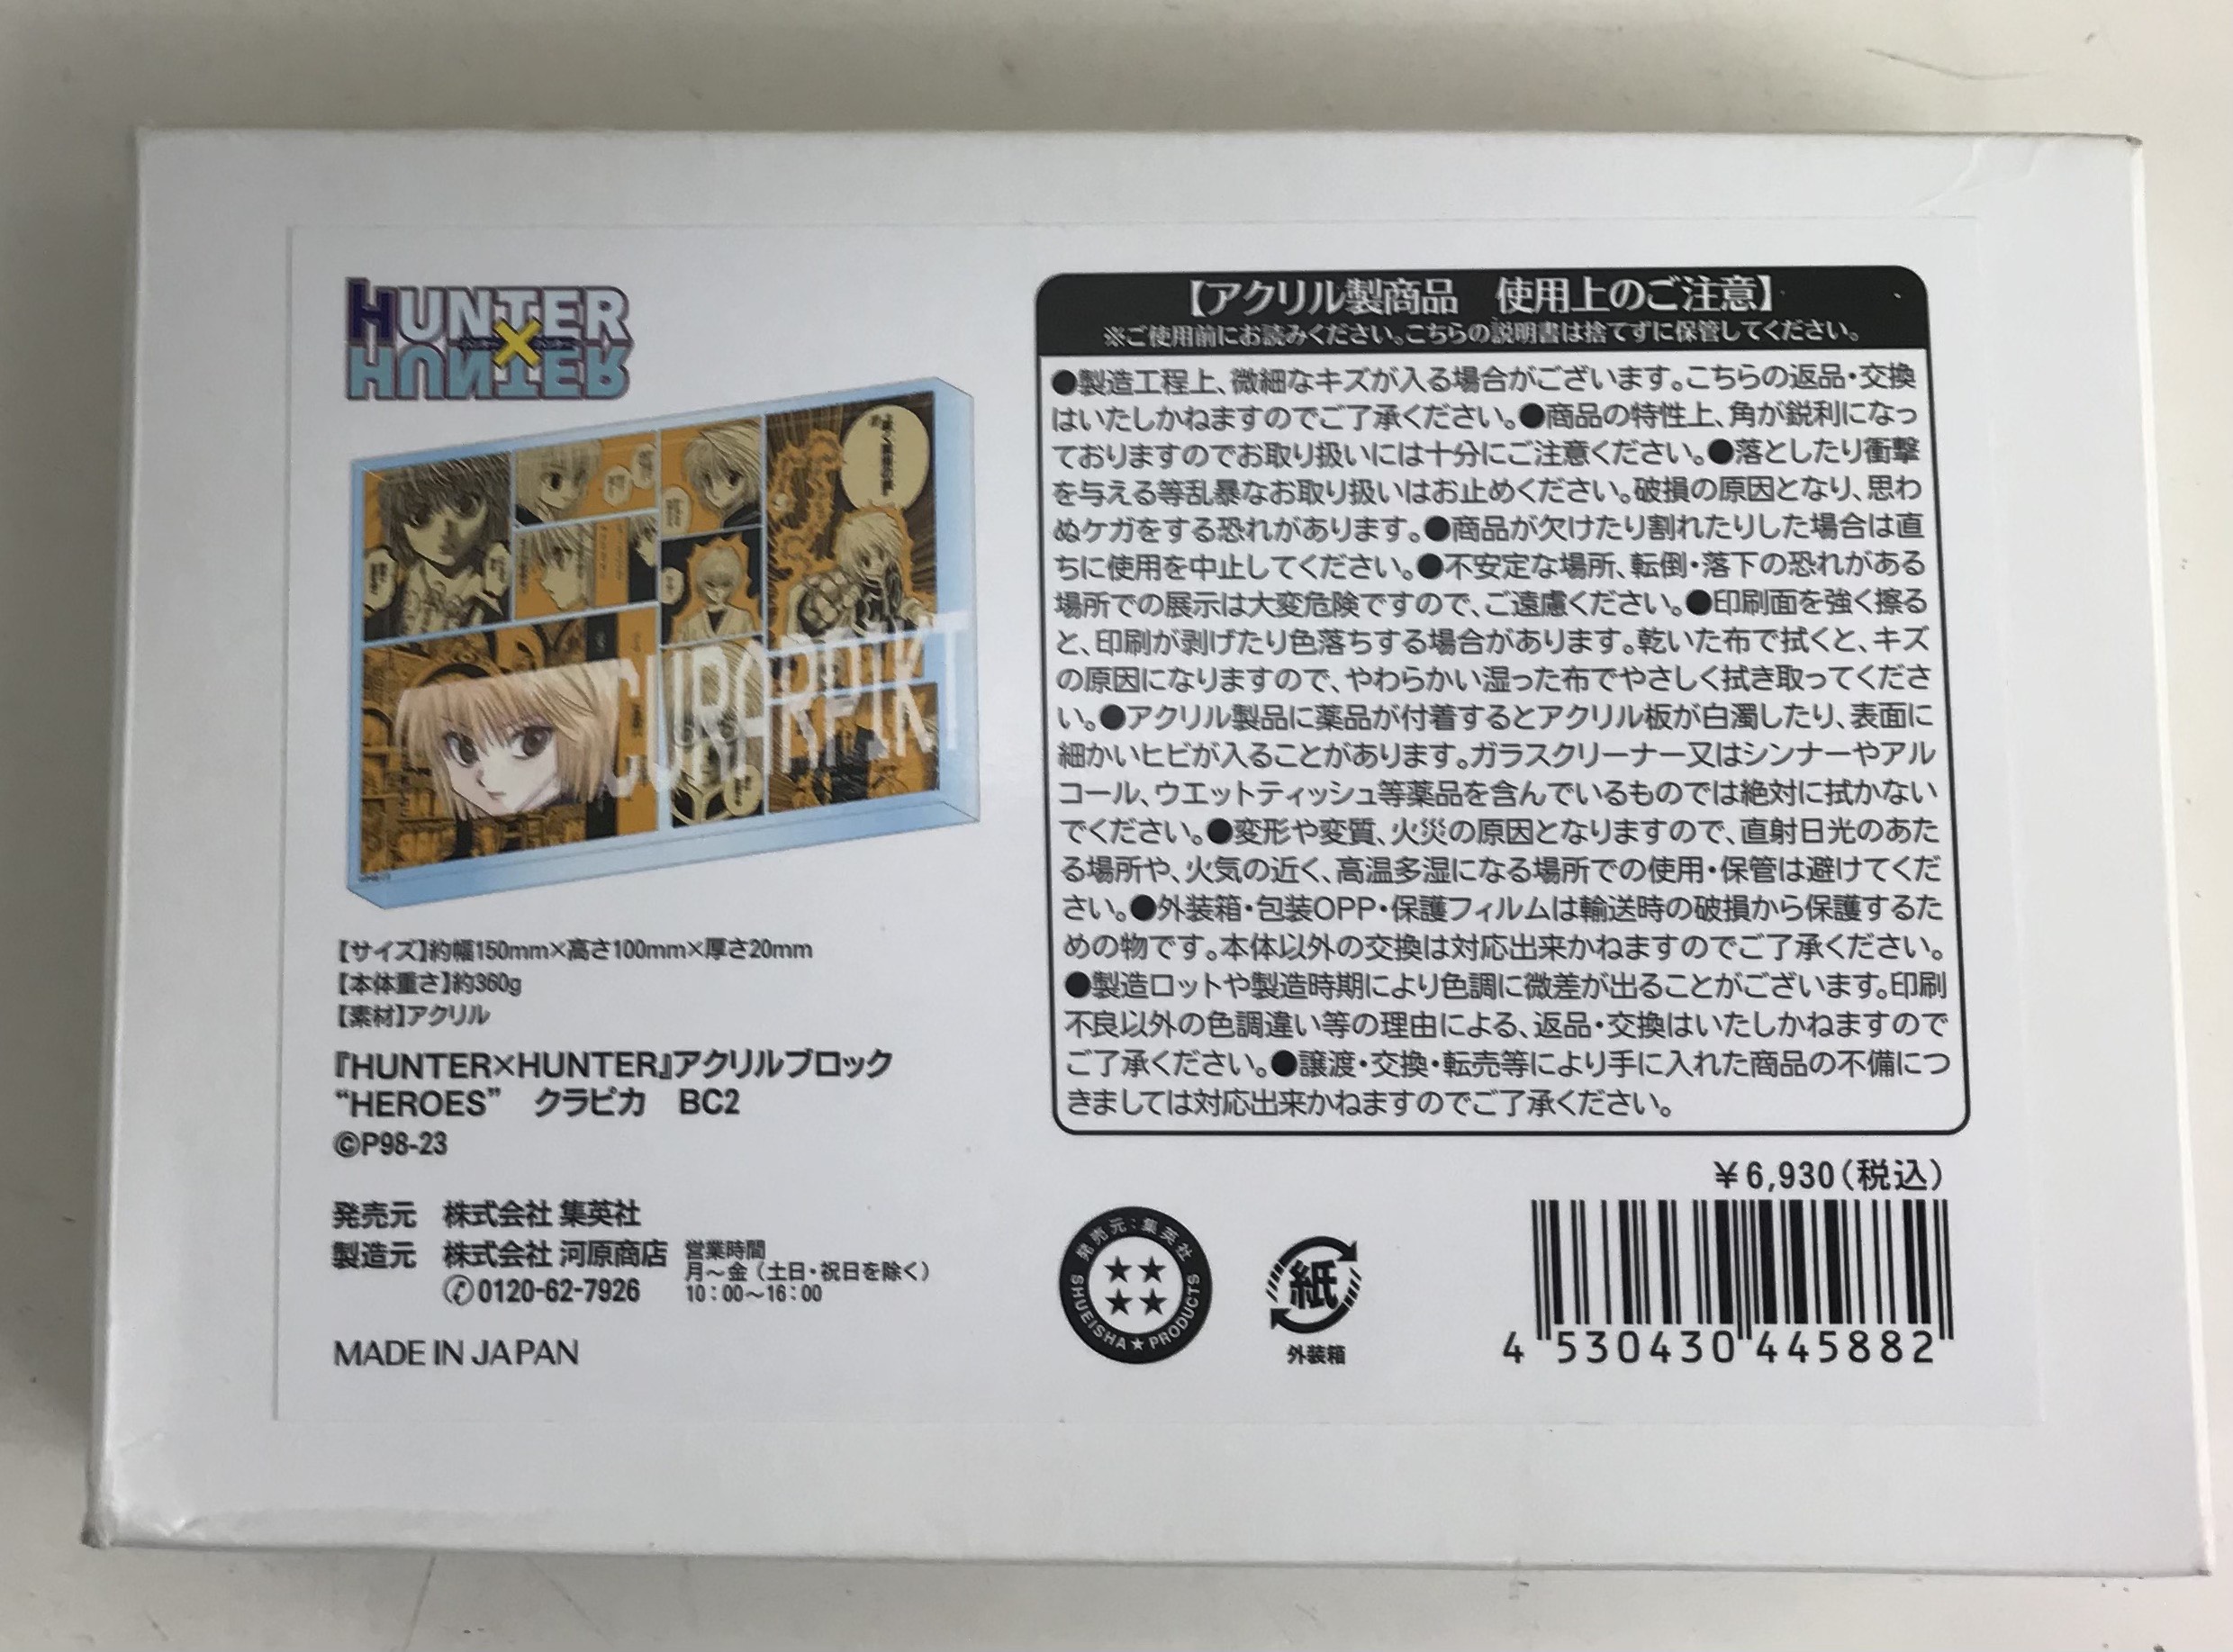 HUNTER
×
HUNTER
CURARPIKT
【サイズ】約幅150mm×高さ100mm×厚さ20mm
【本体重さ】約360g
【素材】アクリル
『HUNTER×HUNTER』アクリルブロック
“HEROES”　クラピカ　BC2
©P98-23
発売元　株式会社 集英社
製造元　株式会社 河原商店
✆0120-62-7926
営業時間
月～金（土日・祝日を除く）
10：00～16：00
MADE IN JAPAN
【アクリル製商品　使用上のご注意】
※ご使用前にお読みください。こちらの説明書は捨てずに保管してください。
●製造工程上、微細なキズが入る場合がございます。こちらの返品・交換
はいたしかねますのでご了承ください。●商品の特性上、角が鋭利になっ
ておりますのでお取り扱いには十分にご注意ください。●落としたり衝撃
を与える等乱暴なお取り扱いはお止めください。破損の原因となり、思わ
ぬケガをする恐れがあります。●商品が欠けたり割れたりした場合は直
ちに使用を中止してください。●不安定な場所、転倒・落下の恐れがある
場所での展示は大変危険ですので、ご遠慮ください。●印刷面を強く擦る
と、印刷が剥げたり色落ちする場合があります。乾いた布で拭くと、キズ
の原因になりますので、やわらかい湿った布でやさしく拭き取ってくださ
い。●アクリル製品に薬品が付着するとアクリル板が白濁したり、表面に
細かいヒビが入ることがあります。ガラスクリーナー又はシンナーやアル
コール、ウエットティッシュ等薬品を含んでいるものでは絶対に拭かない
でください。●変形や変質、火災の原因となりますので、直射日光のあた
る場所や、火気の近く、高温多湿になる場所での使用・保管は避けてくだ
さい。●外装箱・包装OPP・保護フィルムは輸送時の破損から保護するた
めの物です。本体以外の交換は対応出来かねますのでご了承ください。
●製造ロットや製造時期により色調に微差が出ることがございます。印刷
不良以外の色調違い等の理由による、返品・交換はいたしかねますので
ご了承ください。●譲渡・交換・転売等により手に入れた商品の不備につ
きましては対応出来かねますのでご了承ください。
￥6,930（税込）
発売元：集英社
SHUEISHA★PRODUCTS
紙
外装箱
4 530430 445882